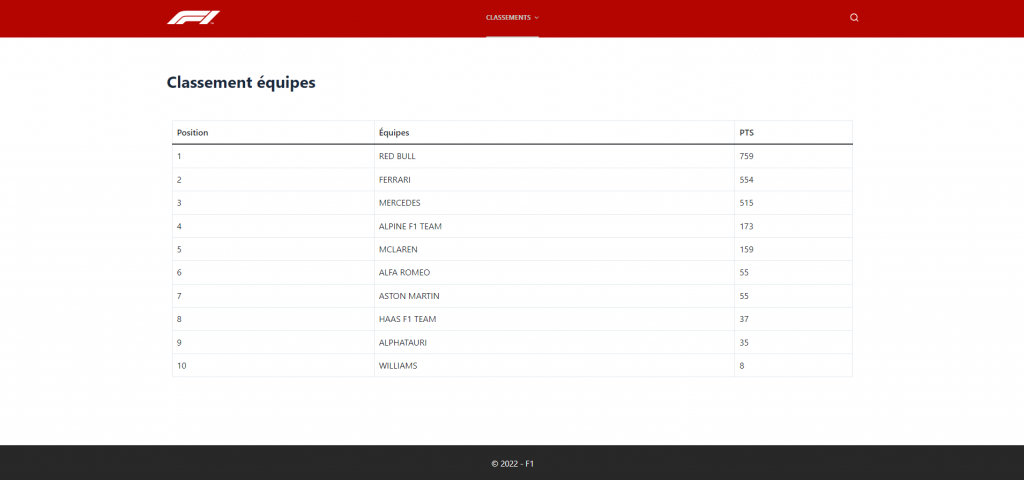 F1
CLASSEMENTS
Classement équipes
Position Équipes PTS
1 RED BULL 759
2 FERRARI 554
3 MERCEDES 515
4 ALPINE F1 TEAM 173
5 MCLAREN 159
6 ALFA ROMEO 55
7 ASTON MARTIN 55
8 HAAS F1 TEAM 37
9 ALPHATAURI 35
10 WILLIAMS 8
© 2022 - F1